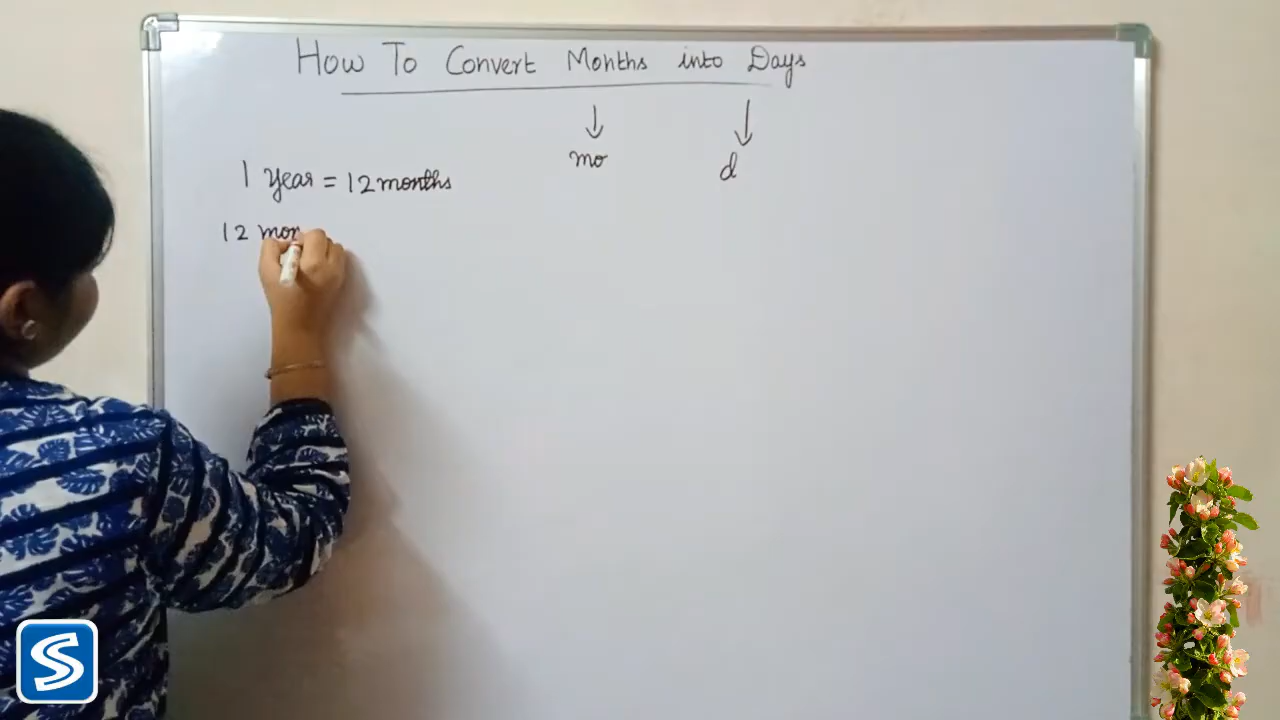 How To Convert Months into Days
mo d
1 year = 12 months
12 mon